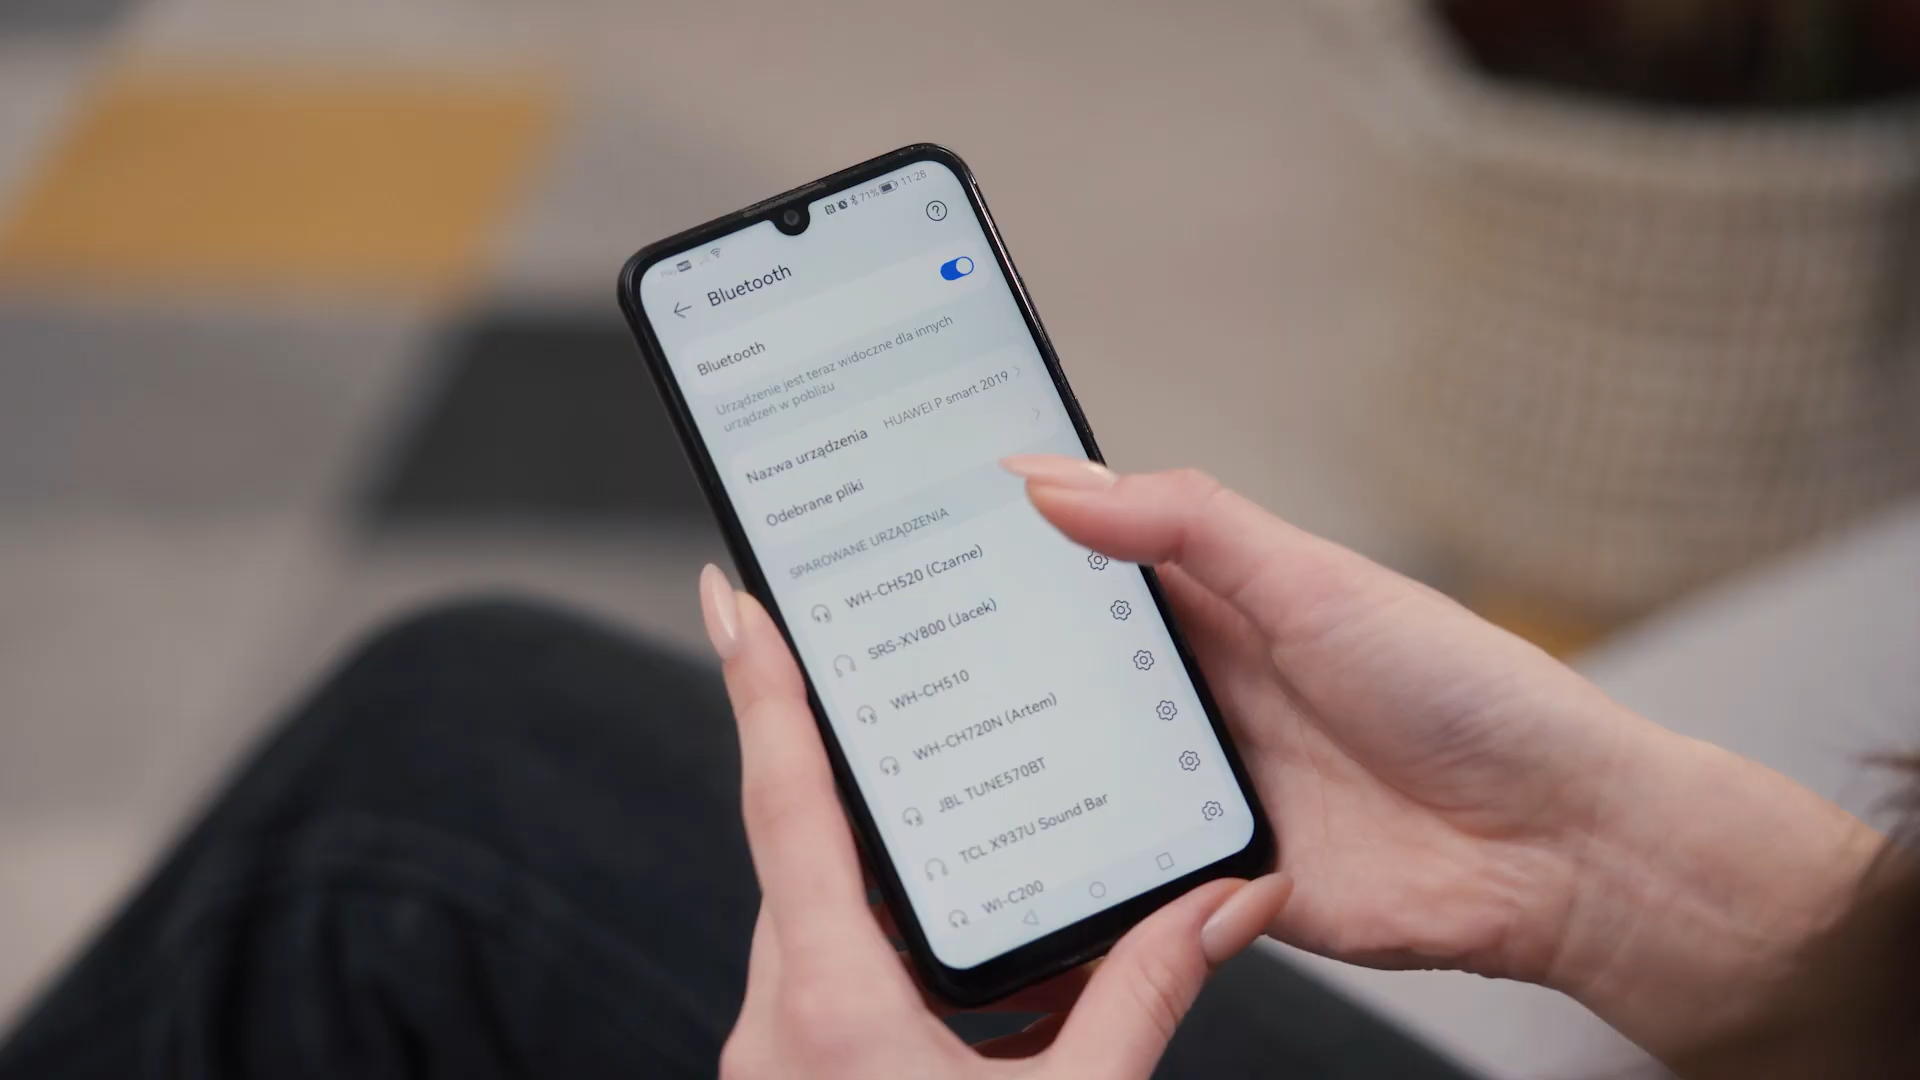 Play
71% 11:28
Bluetooth
Bluetooth
Urządzenie jest teraz widoczne dla innych
urządzeń w pobliżu
Nazwa urządzenia HUAWEI P smart 2019
Odebrane pliki
SPAROWANE URZĄDZENIA
WH-CH520 (Czarne)
SRS-XV800 (Jacek)
WH-CH510
WH-CH720N (Artem)
JBL TUNE570BT
TCL X937U Sound Bar
WI-C200